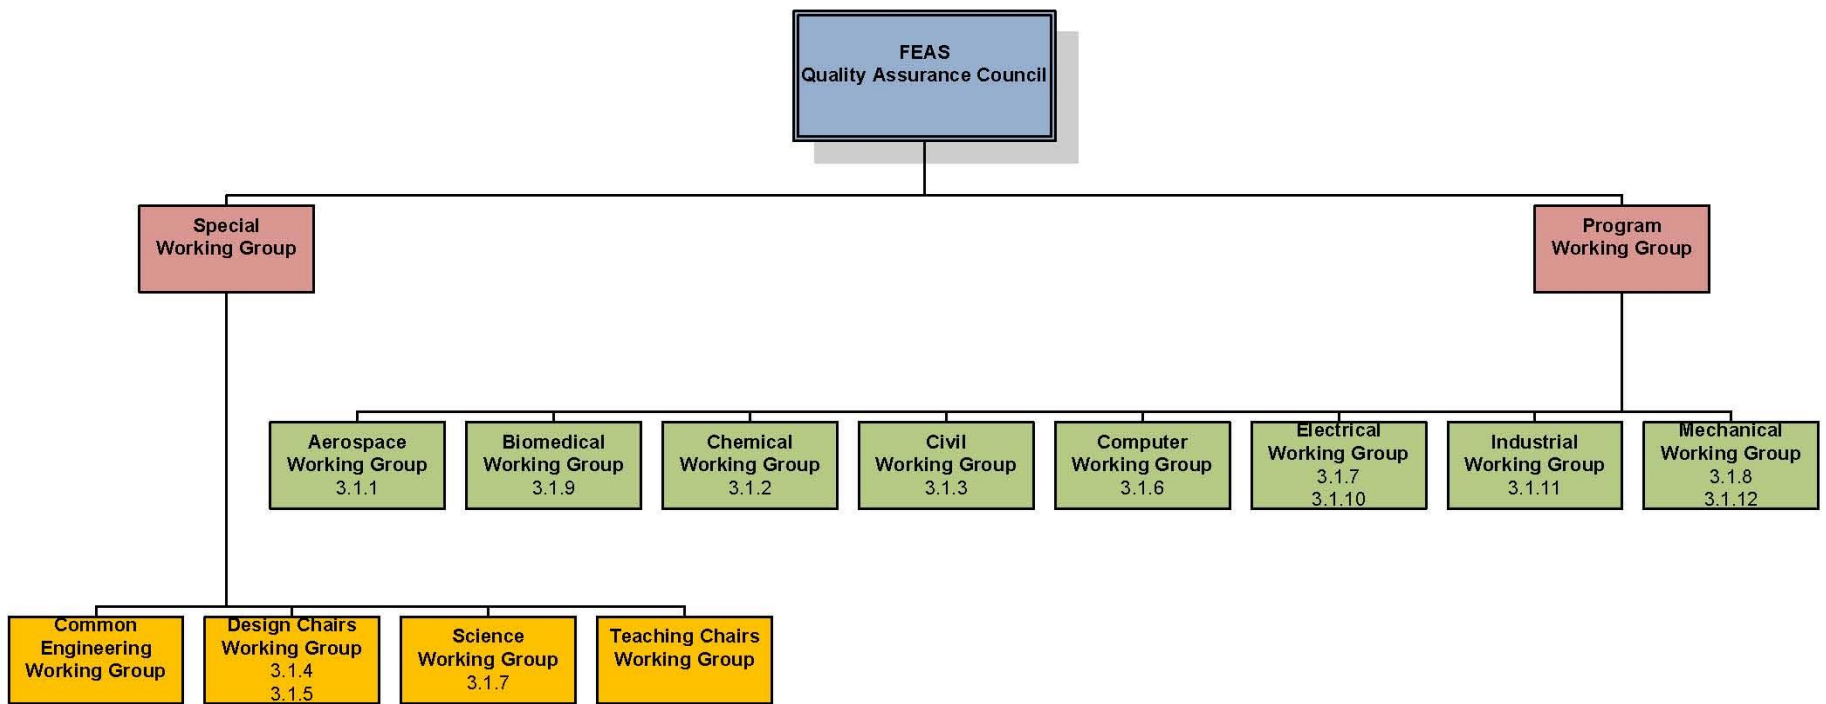 FEAS
Quality Assurance Council
Special
Working Group
Program
Working Group
Aerospace
Working Group
3.1.1
Biomedical
Working Group
3.1.9
Chemical
Working Group
3.1.2
Civil
Working Group
3.1.3
Computer
Working Group
3.1.6
Electrical
Working Group
3.1.7
3.1.10
Industrial
Working Group
3.1.11
Mechanical
Working Group
3.1.8
3.1.12
Common
Engineering
Working Group
Design Chairs
Working Group
3.1.4
3.1.5
Science
Working Group
3.1.7
Teaching Chairs
Working Group